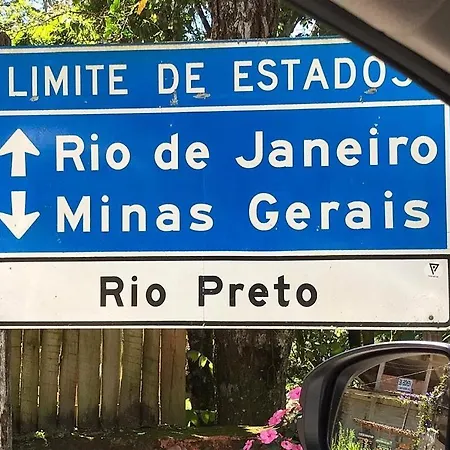 LIMITE DE ESTADOS
↑ Rio de Janeiro
↓ Minas Gerais
Rio Preto